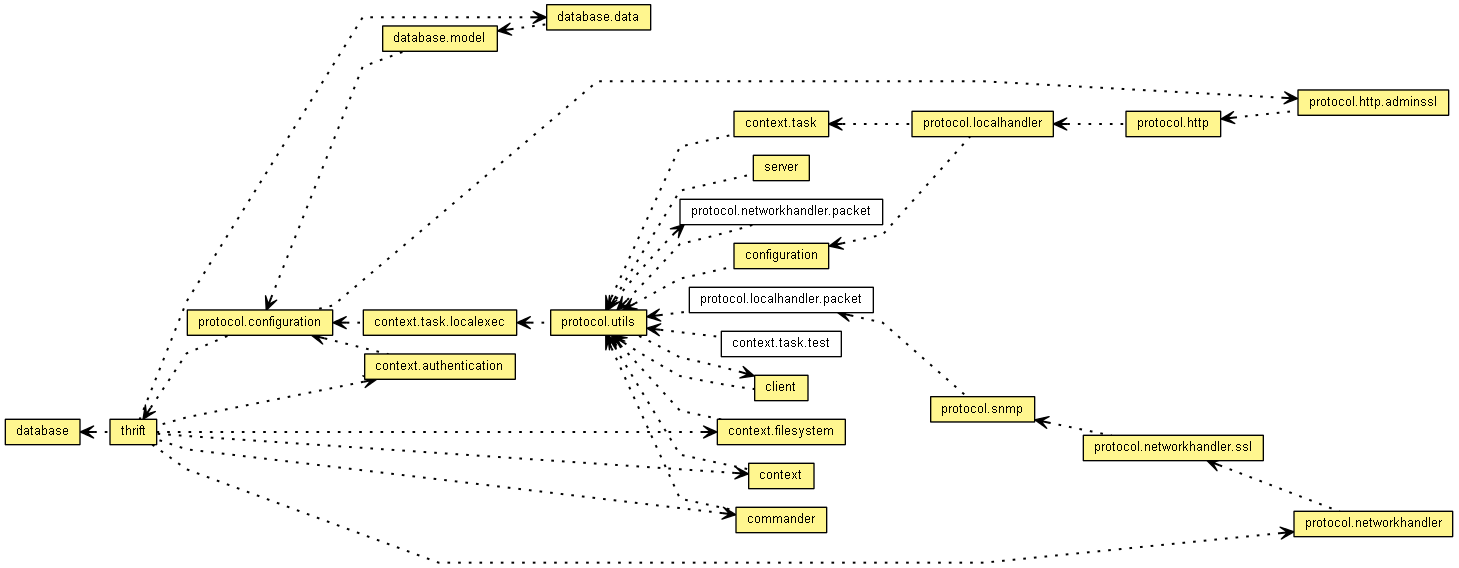 database.data
database.model
protocol.http.adminssl
context.task
protocol.localhandler
protocol.http
server
protocol.networkhandler.packet
configuration
protocol.localhandler.packet
protocol.configuration
context.task.localexec
protocol.utils
context.task.test
context.authentication
client
protocol.snmp
database
thrift
context.filesystem
protocol.networkhandler.ssl
context
commander
protocol.networkhandler